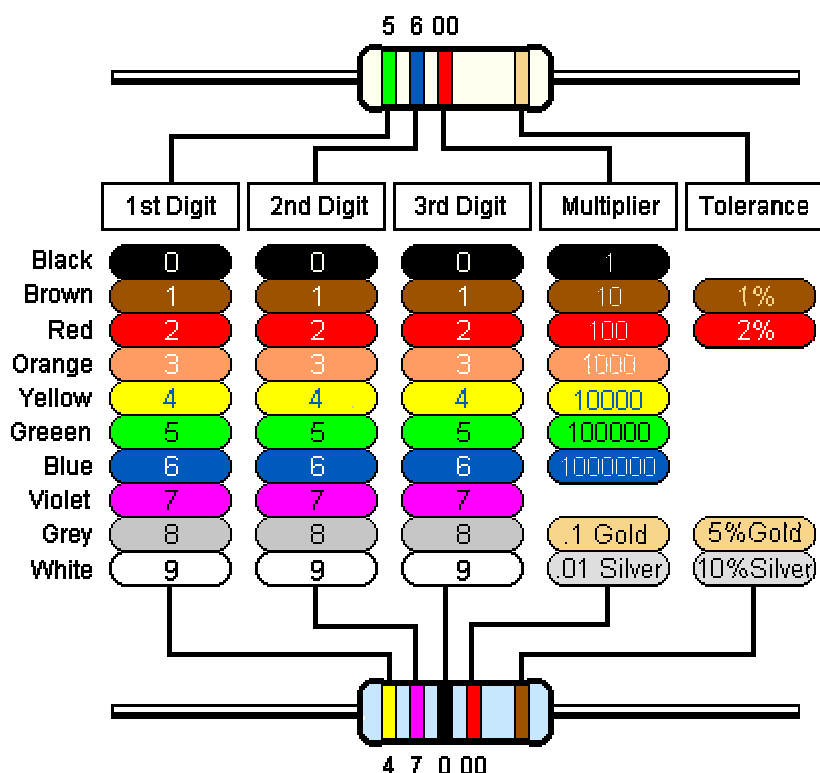 5 6 00
1st Digit 2nd Digit 3rd Digit Multiplier Tolerance
Black 0 0 0 1
Brown 1 1 1 10 1%
Red 2 2 2 100 2%
Orange 3 3 3 1000
Yellow 4 4 4 10000
Greeen 5 5 5 100000
Blue 6 6 6 1000000
Violet 7 7 7
Grey 8 8 8 .1 Gold 5%Gold
White 9 9 9 .01 Silver 10%Silver
4 7 0 00